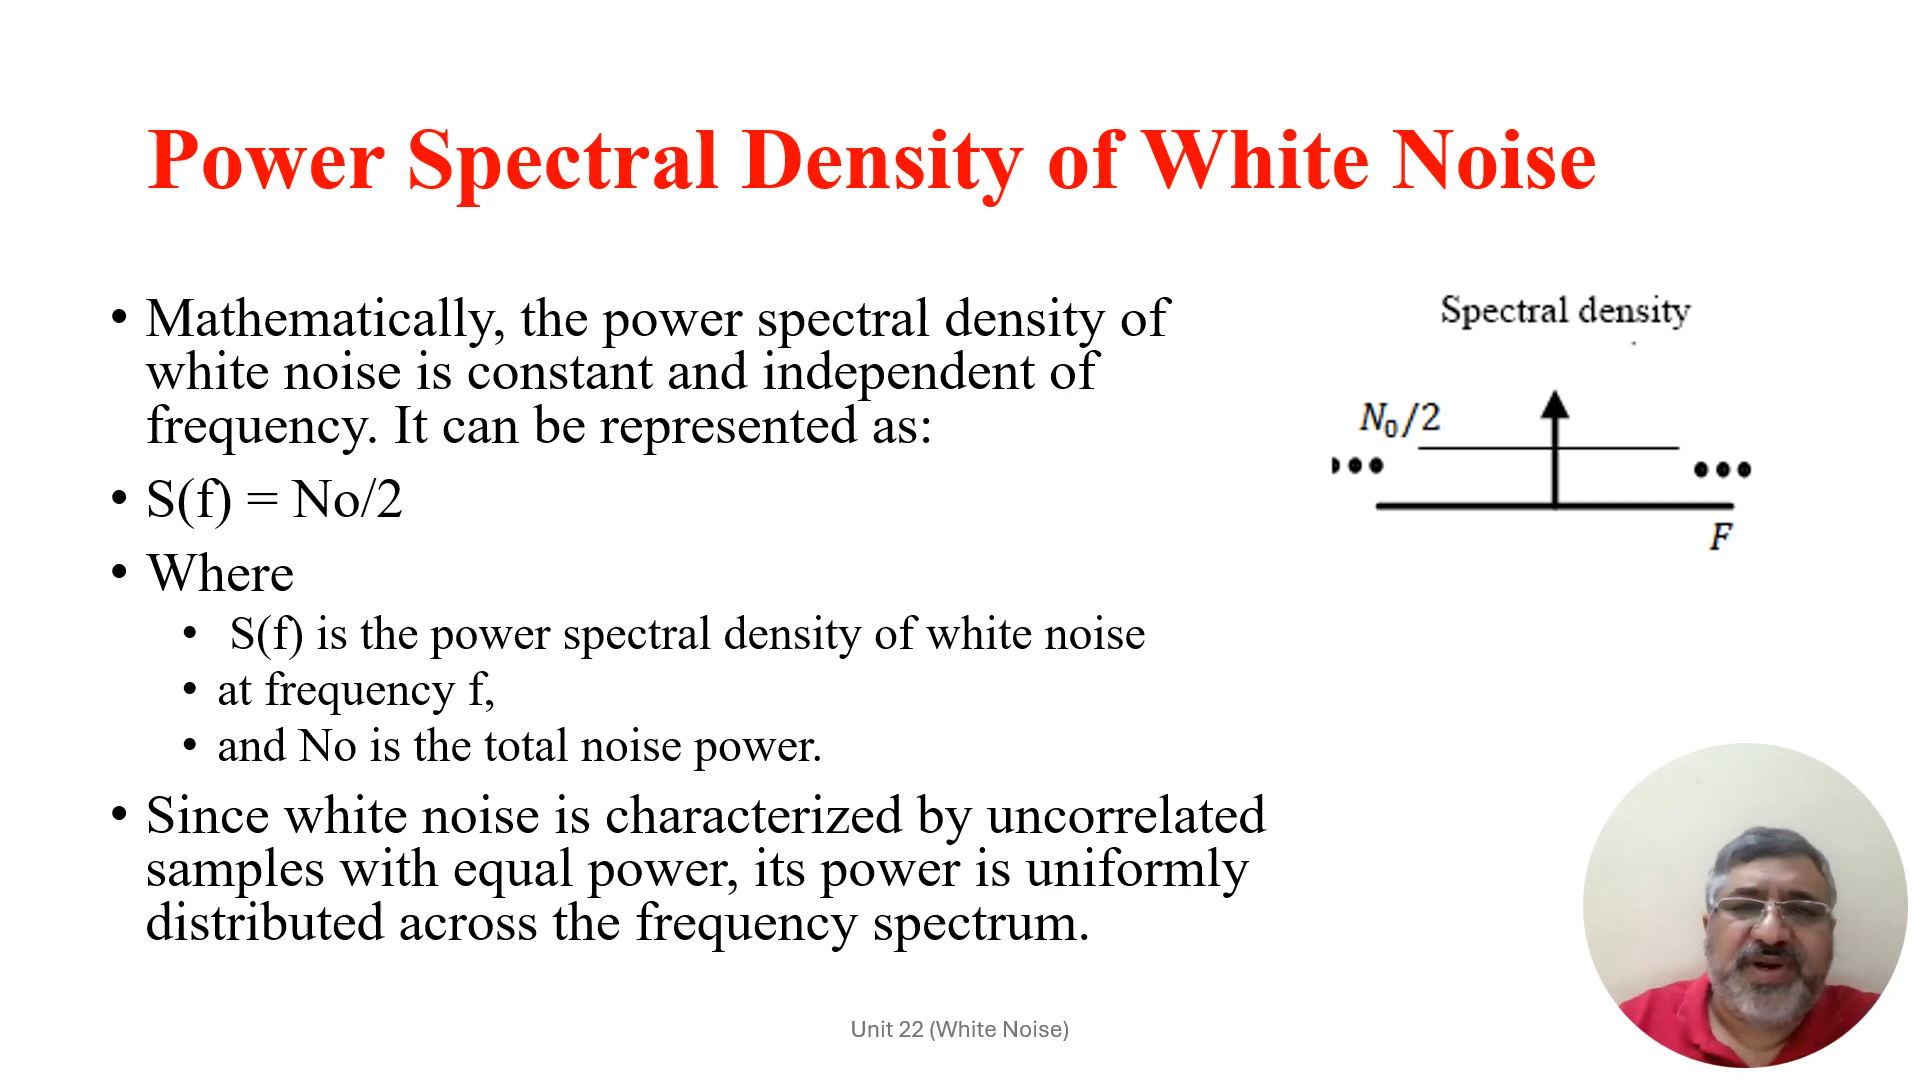 Power Spectral Density of White Noise
• Mathematically, the power spectral density of
white noise is constant and independent of
frequency. It can be represented as:
• S(f) = No/2
• Where
• S(f) is the power spectral density of white noise
• at frequency f,
• and No is the total noise power.
• Since white noise is characterized by uncorrelated
samples with equal power, its power is uniformly
distributed across the frequency spectrum.
Spectral density
N₀/2
F
Unit 22 (White Noise)